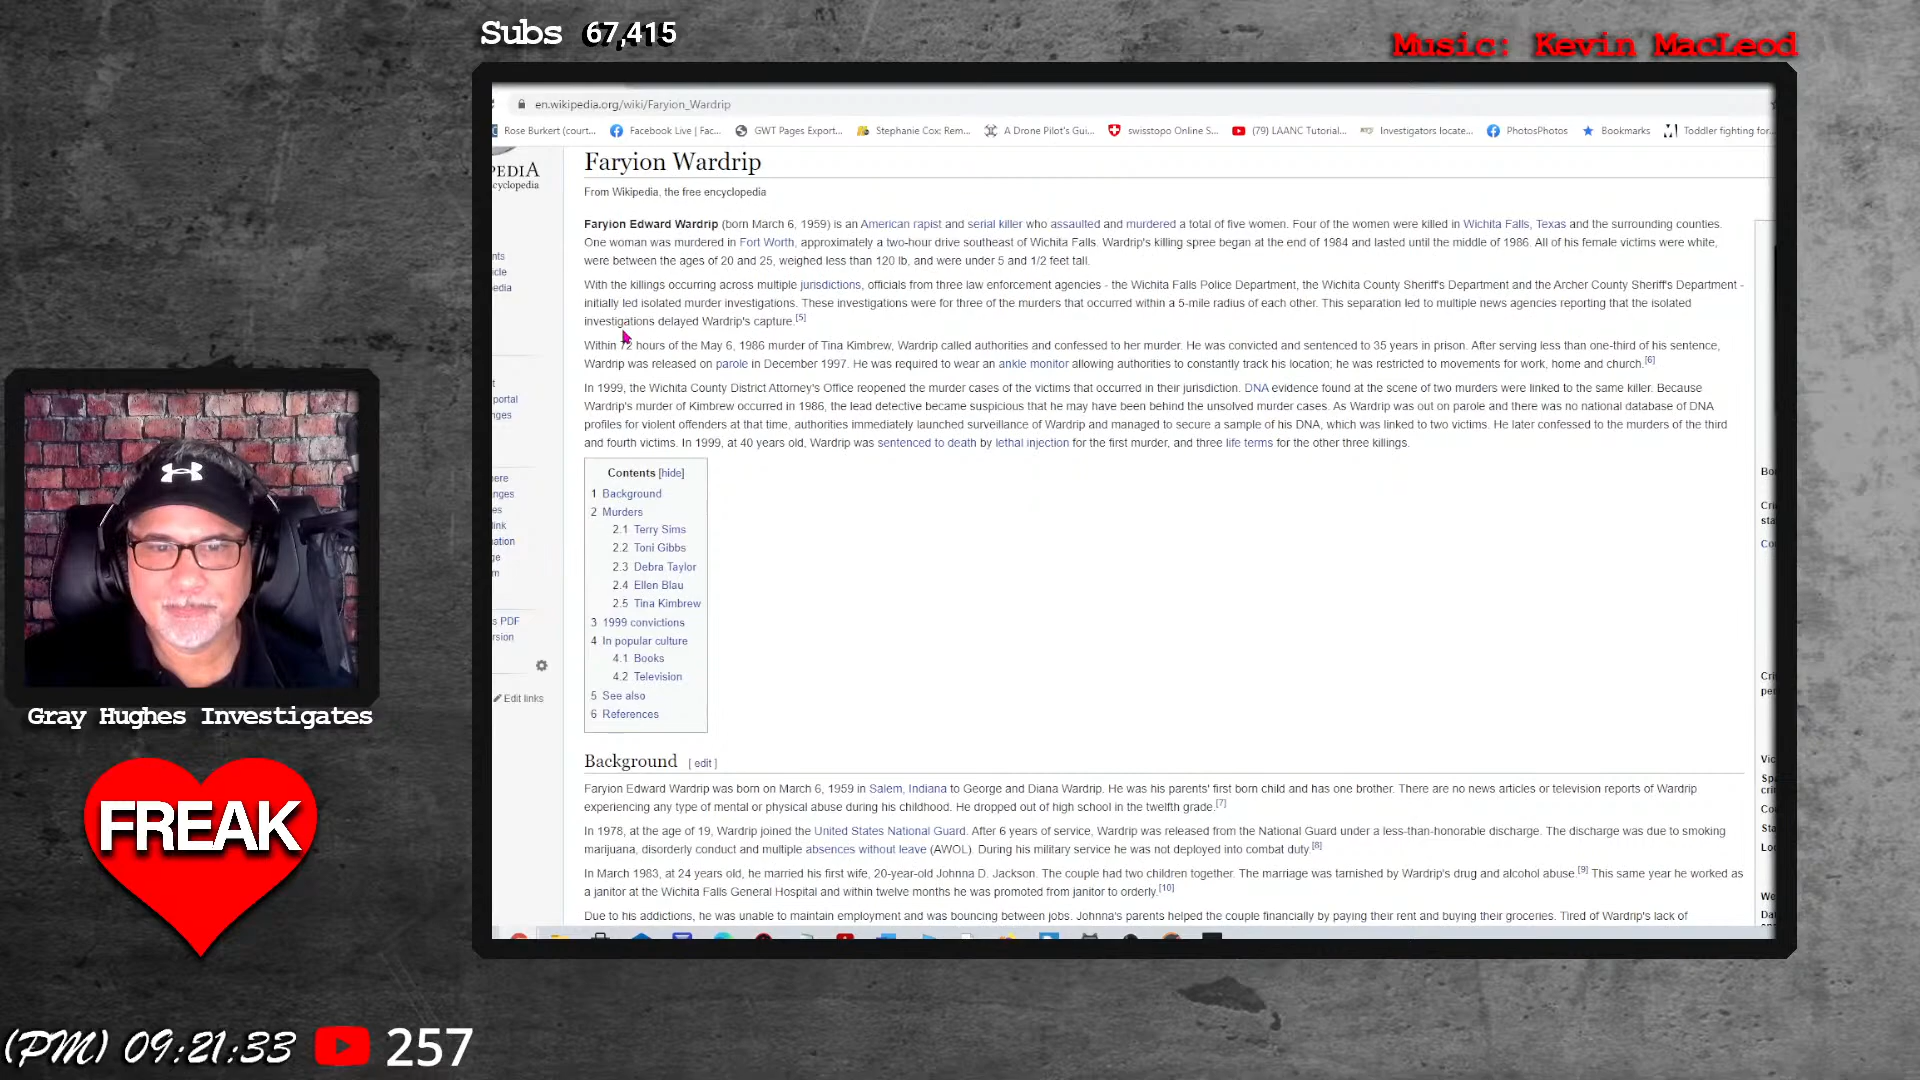 Subs 67,415
Music: Kevin MacLeod
en.wikipedia.org/wiki/Faryion_Wardrip
Rose Burkert (court... Facebook Live | Fac... GWT Pages Export... Stephanie Cox: Rem... A Drone Pilot's Gui... swisstopo Online S... (79) LAANC Tutorial... Investigators locate... PhotosPhotos Bookmarks Toddler fighting for...
PEDIA
cyclopedia
Faryion Wardrip
From Wikipedia, the free encyclopedia
Faryion Edward Wardrip (born March 6, 1959) is an American rapist and serial killer who assaulted and murdered a total of five women. Four of the women were killed in Wichita Falls, Texas and the surrounding counties.
One woman was murdered in Fort Worth, approximately a two-hour drive southeast of Wichita Falls. Wardrip's killing spree began at the end of 1984 and lasted until the middle of 1986. All of his female victims were white,
were between the ages of 20 and 25, weighed less than 120 lb, and were under 5 and 1/2 feet tall.
With the killings occurring across multiple jurisdictions, officials from three law enforcement agencies - the Wichita Falls Police Department, the Wichita County Sheriff's Department and the Archer County Sheriff's Department -
initially led isolated murder investigations. These investigations were for three of the murders that occurred within a 5-mile radius of each other. This separation led to multiple news agencies reporting that the isolated
investigations delayed Wardrip's capture.[5]
Within 72 hours of the May 6, 1986 murder of Tina Kimbrew, Wardrip called authorities and confessed to her murder. He was convicted and sentenced to 35 years in prison. After serving less than one-third of his sentence,
Wardrip was released on parole in December 1997. He was required to wear an ankle monitor allowing authorities to constantly track his location; he was restricted to movements for work, home and church.[6]
In 1999, the Wichita County District Attorney's Office reopened the murder cases of the victims that occurred in their jurisdiction. DNA evidence found at the scene of two murders were linked to the same killer. Because
Wardrip's murder of Kimbrew occurred in 1986, the lead detective became suspicious that he may have been behind the unsolved murder cases. As Wardrip was out on parole and there was no national database of DNA
profiles for violent offenders at that time, authorities immediately launched surveillance of Wardrip and managed to secure a sample of his DNA, which was linked to two victims. He later confessed to the murders of the third
and fourth victims. In 1999, at 40 years old, Wardrip was sentenced to death by lethal injection for the first murder, and three life terms for the other three killings.
Contents [hide]
1 Background
2 Murders
2.1 Terry Sims
2.2 Toni Gibbs
2.3 Debra Taylor
2.4 Ellen Blau
2.5 Tina Kimbrew
3 1999 convictions
4 In popular culture
4.1 Books
4.2 Television
5 See also
6 References
Edit links
Background [ edit ]
Faryion Edward Wardrip was born on March 6, 1959 in Salem, Indiana to George and Diana Wardrip. He was his parents' first born child and has one brother. There are no news articles or television reports of Wardrip
experiencing any type of mental or physical abuse during his childhood. He dropped out of high school in the twelfth grade.[7]
In 1978, at the age of 19, Wardrip joined the United States National Guard. After 6 years of service, Wardrip was released from the National Guard under a less-than-honorable discharge. The discharge was due to smoking
marijuana, disorderly conduct and multiple absences without leave (AWOL). During his military service he was not deployed into combat duty.[8]
In March 1983, at 24 years old, he married his first wife, 20-year-old Johnna D. Jackson. The couple had two children together. The marriage was tarnished by Wardrip's drug and alcohol abuse.[9] This same year he worked as
a janitor at the Wichita Falls General Hospital and within twelve months he was promoted from janitor to orderly.[10]
Due to his addictions, he was unable to maintain employment and was bouncing between jobs. Johnna's parents helped the couple financially by paying their rent and buying their groceries. Tired of Wardrip's lack of
Gray Hughes Investigates
FREAK
(PM) 09:21:33 257